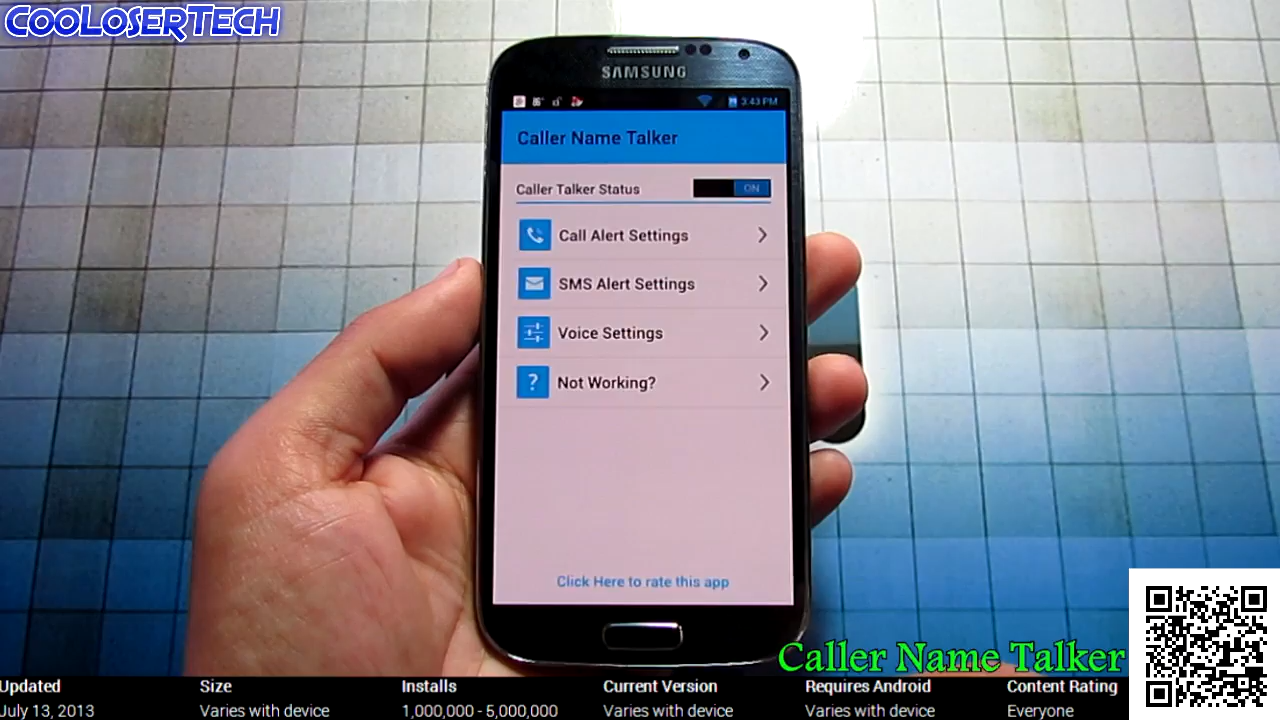 CooLoserTech
SAMSUNG
86°
3:43 PM
Caller Name Talker
Caller Talker Status
ON
Call Alert Settings
SMS Alert Settings
Voice Settings
? Not Working?
Click Here to rate this app
Caller Name Talker
Updated Size Installs Current Version Requires Android Content Rating
July 13, 2013 Varies with device 1,000,000 - 5,000,000 Varies with device Varies with device Everyone